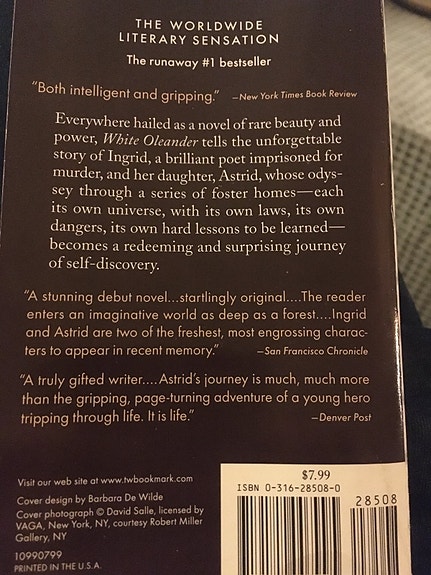 THE WORLDWIDE
LITERARY SENSATION
The runaway #1 bestseller
“Both intelligent and gripping.” —New York Times Book Review
Everywhere hailed as a novel of rare beauty and
power, White Oleander tells the unforgettable
story of Ingrid, a brilliant poet imprisoned for
murder, and her daughter, Astrid, whose odys-
sey through a series of foster homes—each
its own universe, with its own laws, its own
dangers, its own hard lessons to be learned—
becomes a redeeming and surprising journey
of self-discovery.
“A stunning debut novel...startlingly original....The reader
enters an imaginative world as deep as a forest....Ingrid
and Astrid are two of the freshest, most engrossing charac-
ters to appear in recent memory.” —San Francisco Chronicle
“A truly gifted writer....Astrid’s journey is much, much more
than the gripping, page-turning adventure of a young hero
tripping through life. It is life.” —Denver Post
Visit our web site at www.twbookmark.com
Cover design by Barbara De Wilde
Cover photograph © David Salle, licensed by
VAGA, New York, NY, courtesy Robert Miller
Gallery, NY
10990799
PRINTED IN THE U.S.A.
$7.99
ISBN 0-316-28508-0
28508